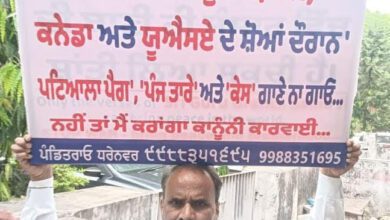 ਕਨੇਡਾ ਅਤੇ ਯੂਐਸਏ ਦੇ ਸ਼ੋਆਂ ਦੌਰਾਨ'
ਪਟਿਆਲਾ ਪੈਗ', 'ਪੰਜ ਤਾਰੇ' ਅਤੇ 'ਕੇਸ' ਗਾਣੇ ਨਾ ਗਾਓ...
ਨਹੀਂ ਤਾਂ ਮੈਂ ਕਰਾਂਗਾ ਕਾਨੂੰਨੀ ਕਾਰਵਾਈ...
ਪੰਡਿਤਰਾਓ ਧਰੇਨਵਰ ੯੯੮੮੩੫੧੬੯੫ 9988351695